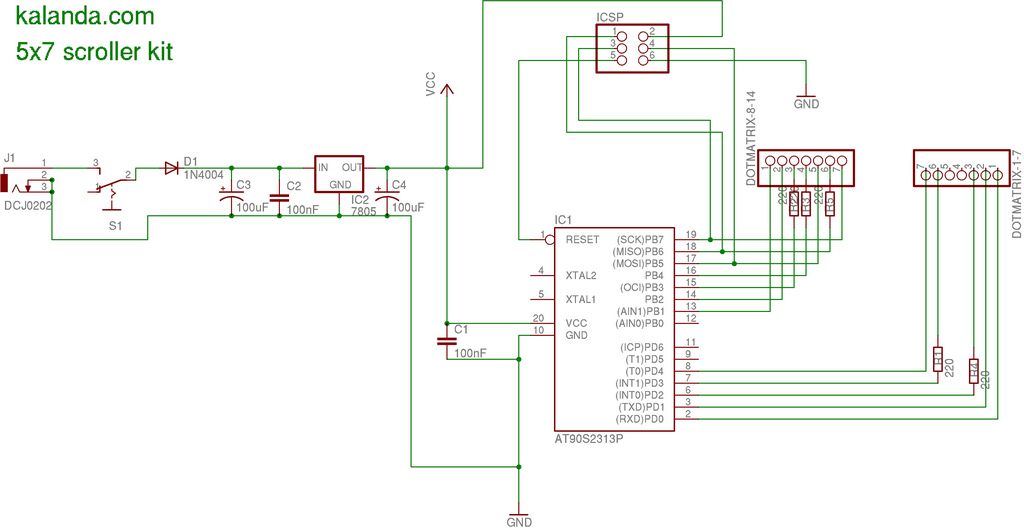 kalanda.com
5x7 scroller kit
ICSP
1 2
3 4
5 6
VCC
GND
DOTMATRIX-8-14
1 2 3 4 5 6 7
DOTMATRIX-1-7
7 6 5 4 3 2 1
J1
1
2
3
DCJ0202
3
1
2
S1
D1
1N4004
C3
100uF
C2
100nF
IN OUT
GND
IC2
7805
C4
100uF
220
R3
220
R5
IC1
1 RESET (SCK)PB7 19
(MISO)PB6 18
(MOSI)PB5 17
4 XTAL2 PB4 16
(OCI)PB3 15
5 XTAL1 PB2 14
(AIN1)PB1 13
20 VCC (AIN0)PB0 12
10 GND
(ICP)PD6 11
(T1)PD5 9
(T0)PD4 8
(INT1)PD3 7
(INT0)PD2 6
(TXD)PD1 3
(RXD)PD0 2
AT90S2313P
C1
100nF
R1
220
R4
220
GND